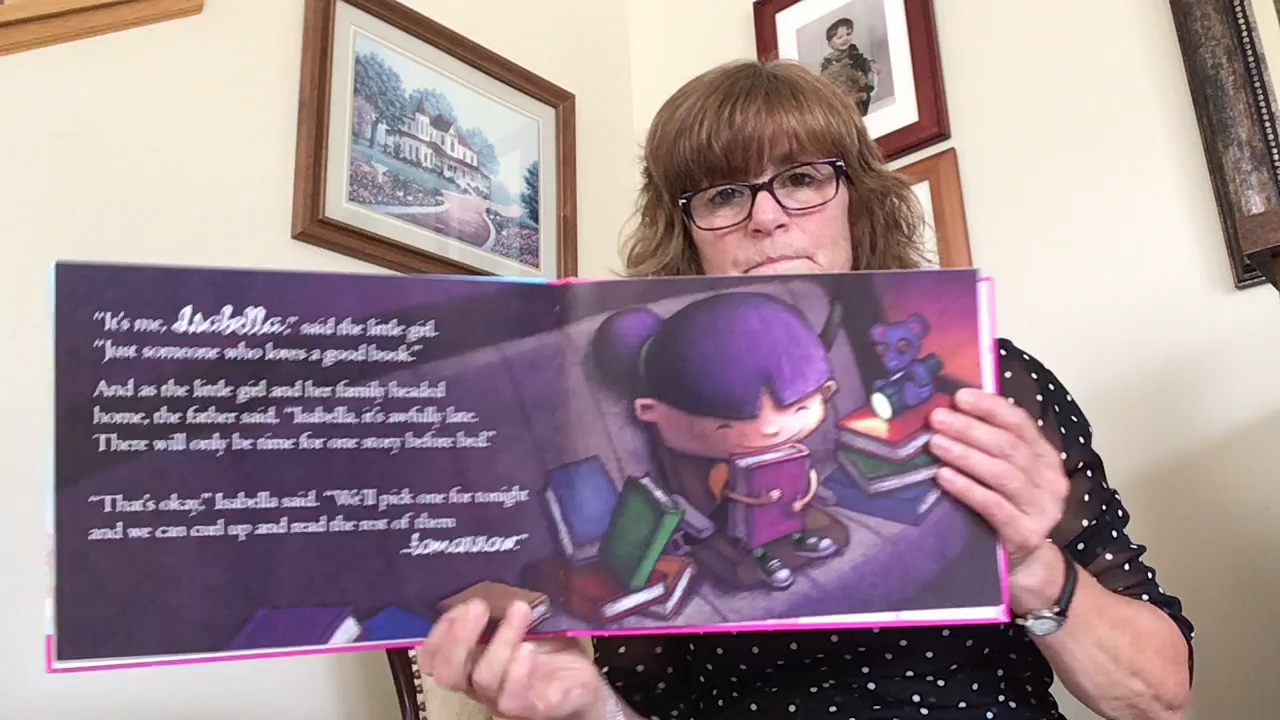 "It's me, Isabella," said the little girl.
"Just someone who loves a good book."
And as the little girl and her family headed
home, the father said, "Isabella, it's awfully late.
There will only be time for one story before bed."
"That's okay," Isabella said. "We'll pick one for tonight
and we can curl up and read the rest of them
tomorrow."